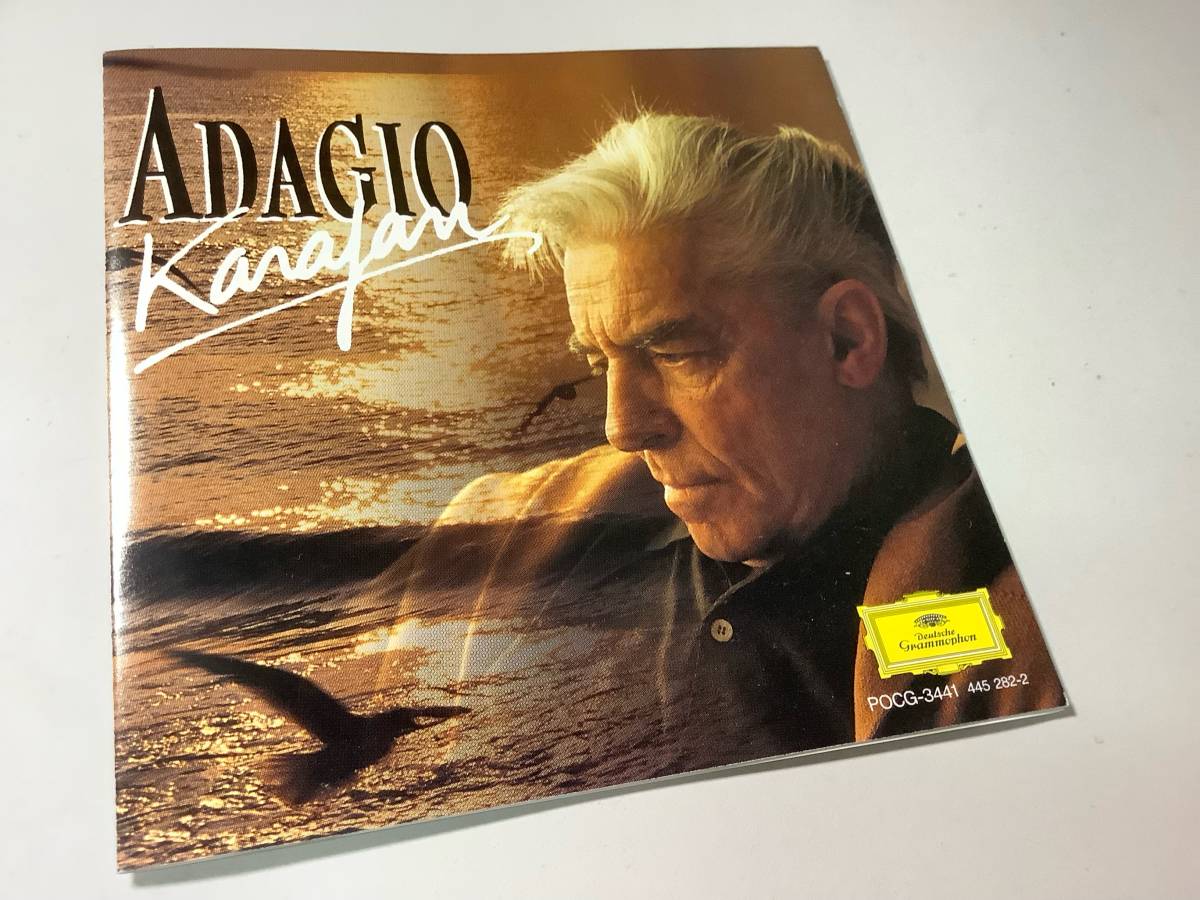 ADAGIO
Karajan
Deutsche
Grammophon
POCG-3441 445 282-2